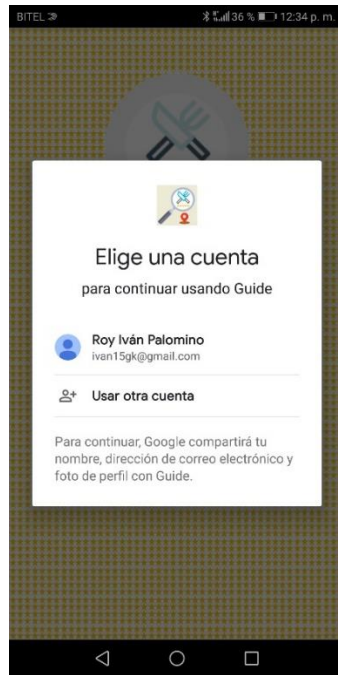 BITEL 36 % 12:34 p. m.
Elige una cuenta
para continuar usando Guide
Roy Iván Palomino
ivan15gk@gmail.com
Usar otra cuenta
Para continuar, Google compartirá tu
nombre, dirección de correo electrónico y
foto de perfil con Guide.